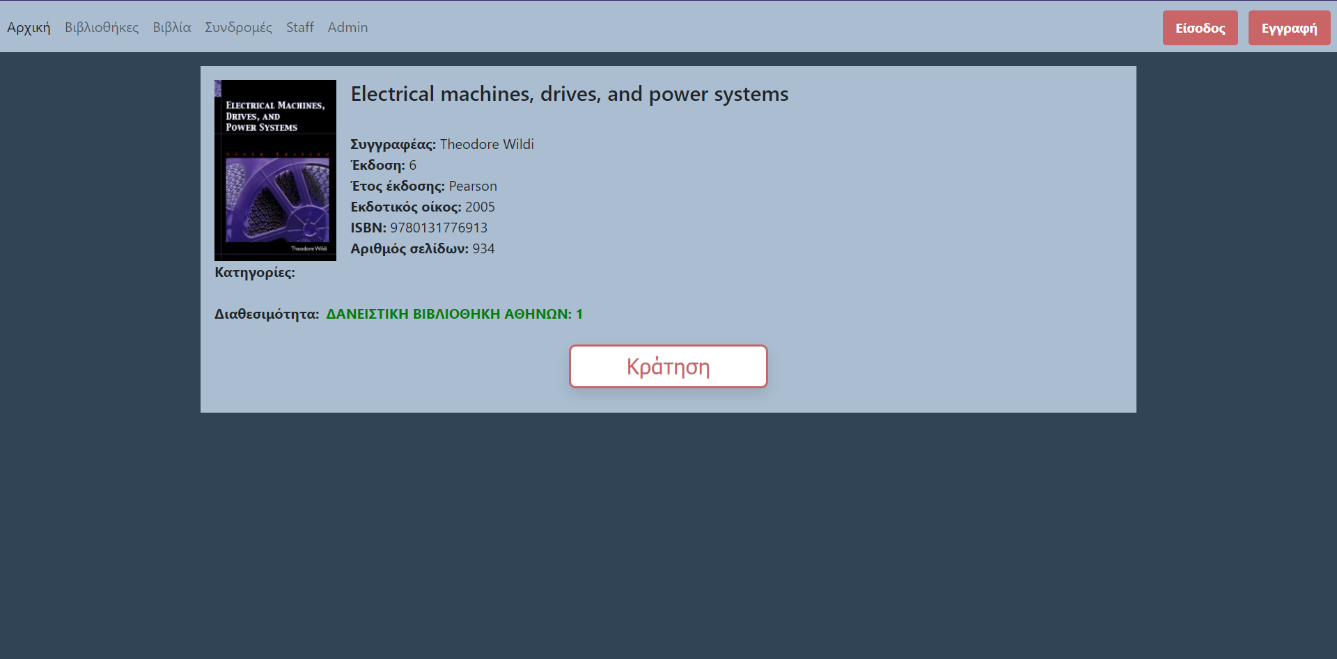 Αρχική Βιβλιοθήκες Βιβλία Συνδρομές Staff Admin Είσοδος Εγγραφή
ELECTRICAL MACHINES,
DRIVES, AND
POWER SYSTEMS
Theodore Wildi
Electrical machines, drives, and power systems
Συγγραφέας: Theodore Wildi
Έκδοση: 6
Έτος έκδοσης: Pearson
Εκδοτικός οίκος: 2005
ISBN: 9780131776913
Αριθμός σελίδων: 934
Κατηγορίες:
Διαθεσιμότητα: ΔΑΝΕΙΣΤΙΚΗ ΒΙΒΛΙΟΘΗΚΗ ΑΘΗΝΩΝ: 1
Κράτηση